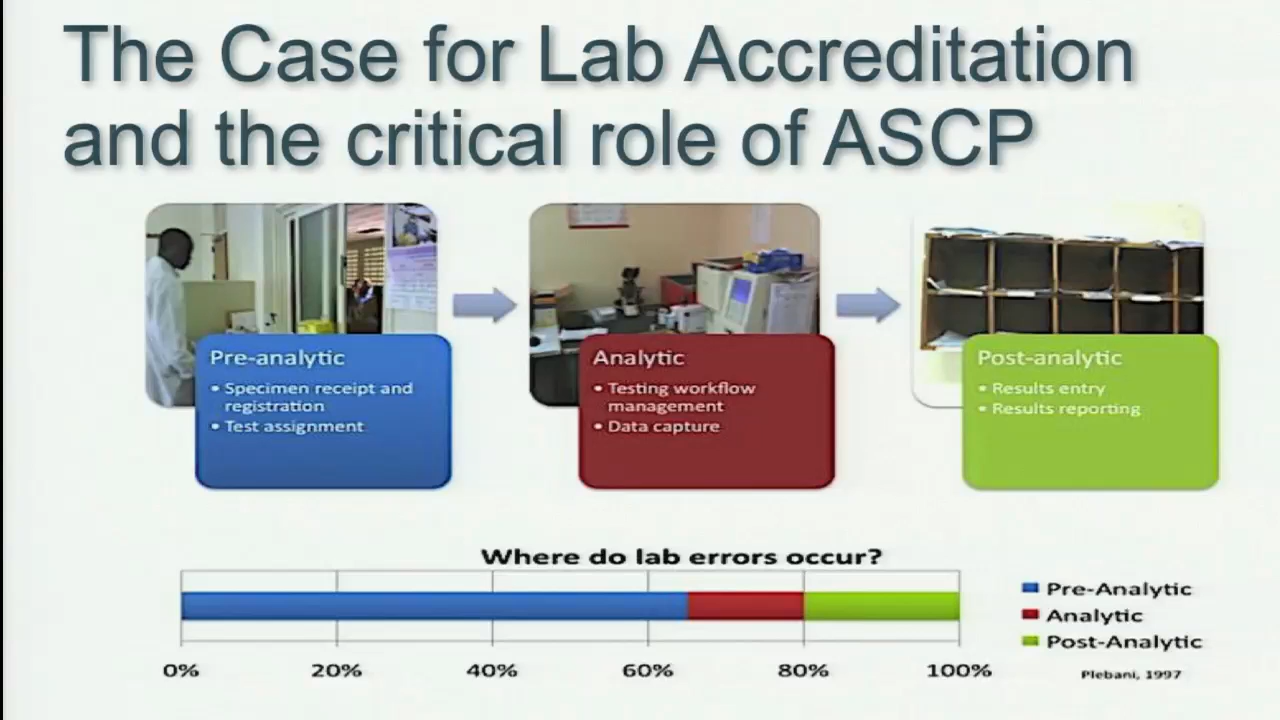 The Case for Lab Accreditation
and the critical role of ASCP
Pre-analytic
• Specimen receipt and
registration
• Test assignment
Analytic
• Testing workflow
management
• Data capture
Post-analytic
• Results entry
• Results reporting
Where do lab errors occur?
Pre-Analytic
Analytic
Post-Analytic
0% 20% 40% 60% 80% 100%
Plebani, 1997